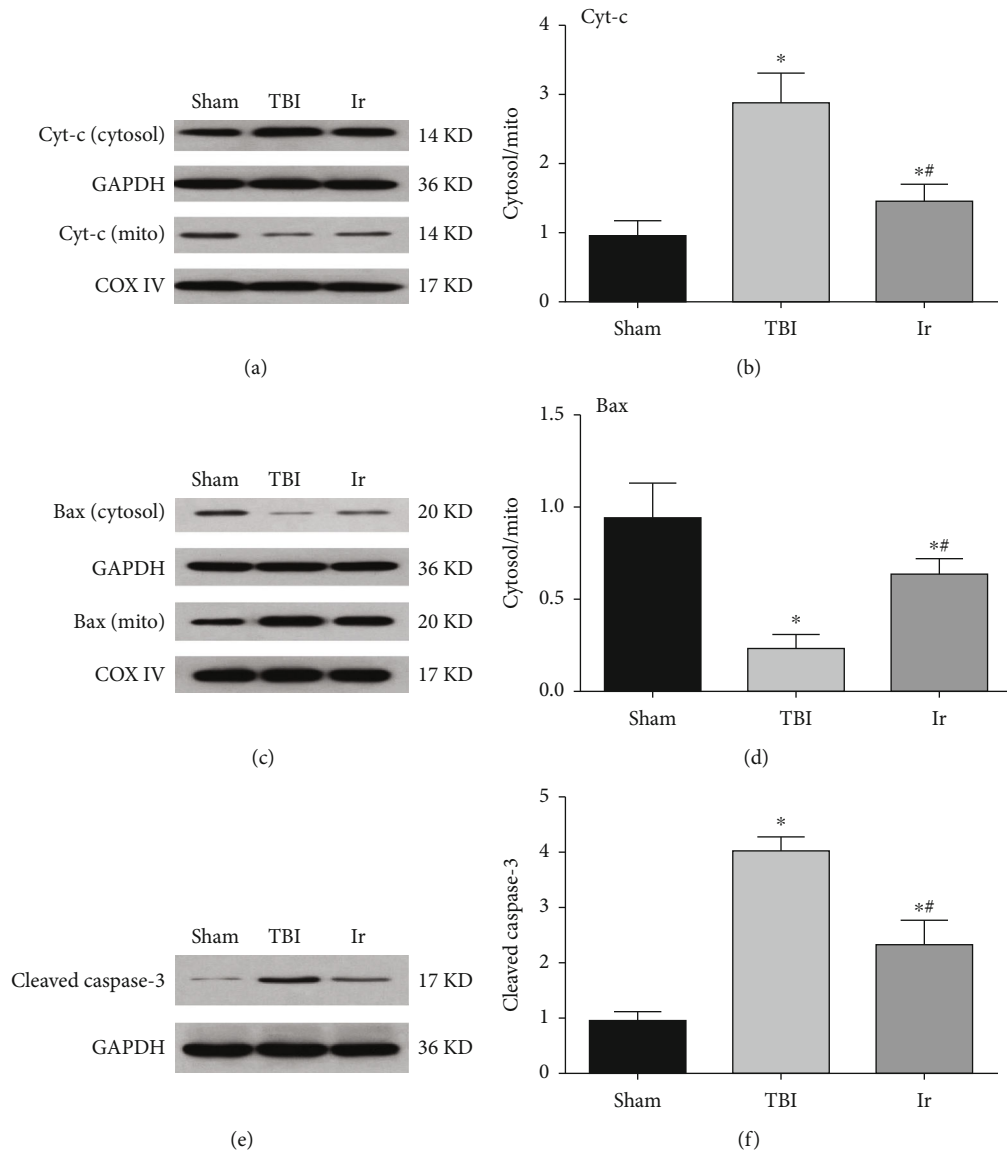 Sham TBI Ir
Cyt-c (cytosol) 14 KD
GAPDH 36 KD
Cyt-c (mito) 14 KD
COX IV 17 KD
(a)
Cyt-c
Cytosol/mito
4
3
2
1
0
*
*#
Sham TBI Ir
(b)
Sham TBI Ir
Bax (cytosol) 20 KD
GAPDH 36 KD
Bax (mito) 20 KD
COX IV 17 KD
(c)
Bax
Cytosol/mito
1.5
1.0
0.5
0.0
*
*#
Sham TBI Ir
(d)
Sham TBI Ir
Cleaved caspase-3 17 KD
GAPDH 36 KD
(e)
Cleaved caspase-3
5
4
3
2
1
0
*
*#
Sham TBI Ir
(f)